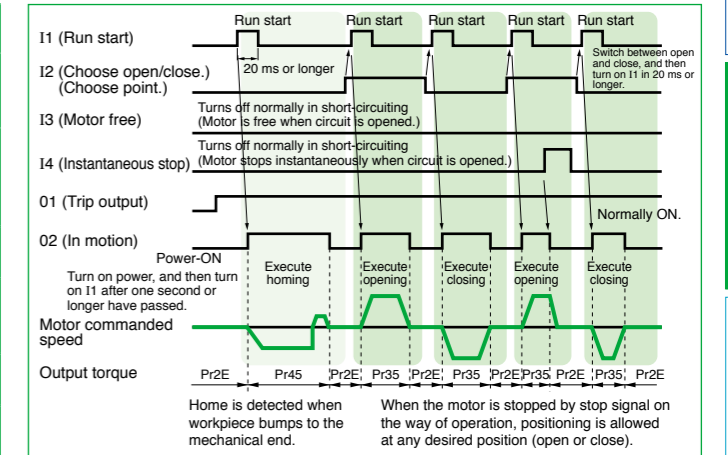 Run start Run start Run start Run start Run start
I1 (Run start)
20 ms or longer
Switch between open
and close, and then
turn on I1 in 20 ms or
longer.
I2 (Choose open/close.)
(Choose point.)
Turns off normally in short-circuiting
I3 (Motor free)
(Motor is free when circuit is opened.)
Turns off normally in short-circuiting
I4 (Instantaneous stop)
(Motor stops instantaneously when circuit is opened.)
01 (Trip output)
Normally ON.
02 (In motion)
Power-ON
Turn on power, and then turn
on I1 after one second or
longer have passed.
Execute
homing
Execute
opening
Execute
closing
Execute
opening
Execute
closing
Motor commanded
speed
Output torque
Pr2E Pr45 Pr2E Pr35 Pr2E Pr35 Pr2E Pr35 Pr2E Pr35 Pr2E
Home is detected when
workpiece bumps to the
mechanical end.
When the motor is stopped by stop signal on
the way of operation, positioning is allowed
at any desired position (open or close).